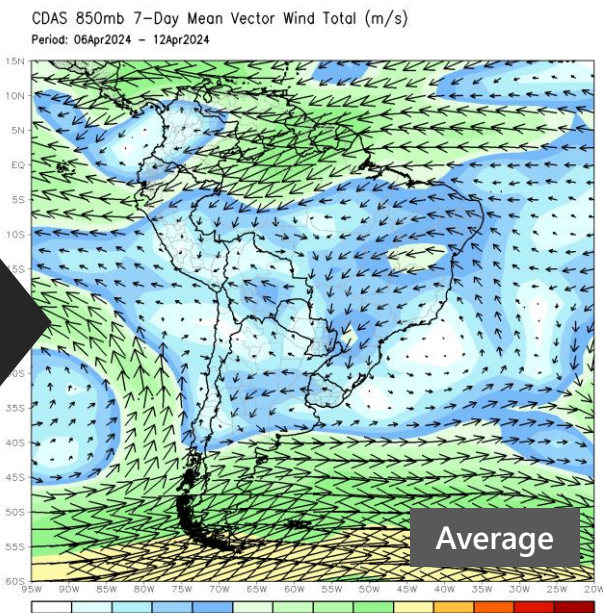 CDAS 850mb 7-Day Mean Vector Wind Total (m/s)
Period: 06Apr2024 - 12Apr2024
15N
10N
5N
EQ
5S
10S
15S
35S
40S
45S
50S
55S
60S
Average
95W 90W 85W 80W 75W 70W 65W 60W 55W 50W 45W 40W 35W 30W 25W 20W